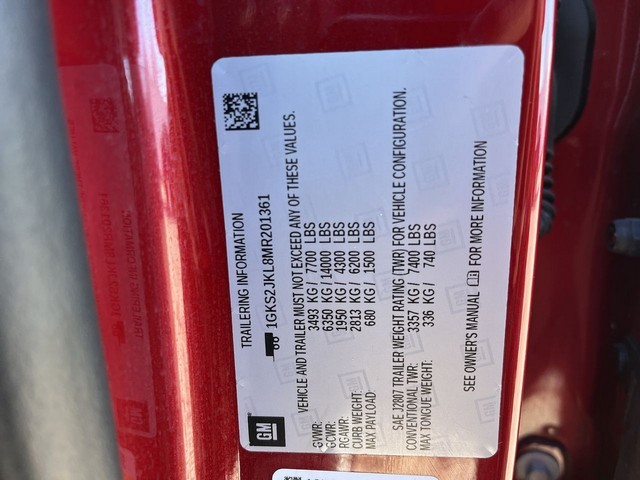 TRAILERING INFORMATION
1GKS2JKL8MR201361
VEHICLE AND TRAILER MUST NOT EXCEED ANY OF THESE VALUES.
GVWR: 3493 KG / 7700 LBS
GCWR: 6350 KG / 14000 LBS
RGAWR: 1950 KG / 4300 LBS
CURB WEIGHT: 2813 KG / 6200 LBS
MAX PAYLOAD: 680 KG / 1500 LBS
SAE J2807 TRAILER WEIGHT RATING (TWR) FOR VEHICLE CONFIGURATION.
CONVENTIONAL TWR: 3357 KG / 7400 LBS
MAX TONGUE WEIGHT: 336 KG / 740 LBS
SEE OWNER'S MANUAL FOR MORE INFORMATION
GM